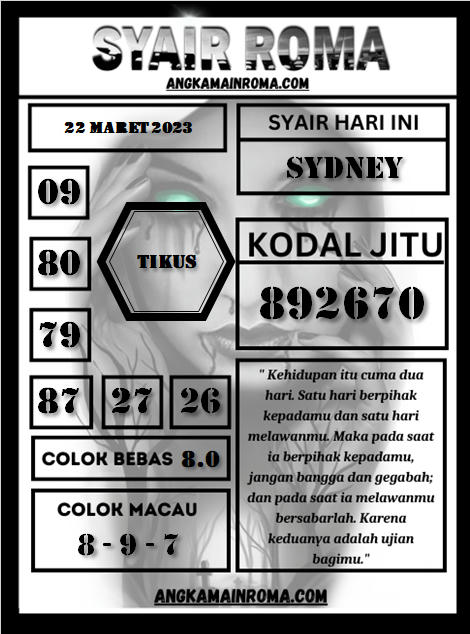 SYAIR ROMA
ANGKAMAINROMA.COM
22 MARET 2023
SYAIR HARI INI
SYDNEY
09
80
79
TIKUS
KODAL JITU
892670
87 27 26
COLOK BEBAS 8.0
COLOK MACAU
8 - 9 - 7
" Kehidupan itu cuma dua
hari. Satu hari berpihak
kepadamu dan satu hari
melawanmu. Maka pada saat
ia berpihak kepadamu,
jangan bangga dan gegabah;
dan pada saat ia melawanmu
bersabarlah. Karena
keduanya adalah ujian
bagimu."
ANGKAMAINROMA.COM